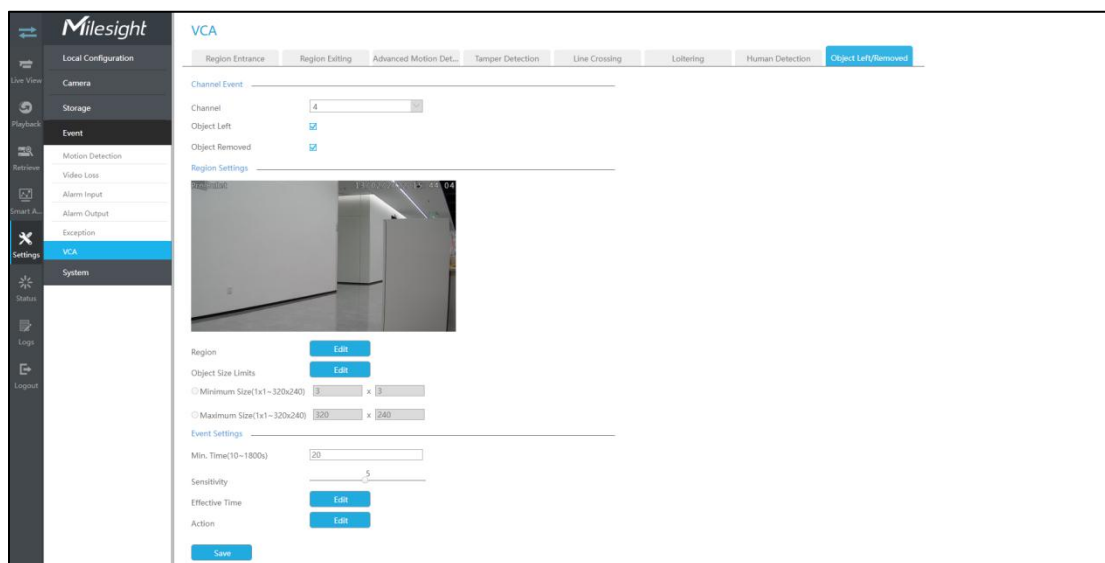 Milesight
Local Configuration
Camera
Storage
Event
Motion Detection
Video Loss
Alarm Input
Alarm Output
Exception
VCA
System
Live View
Playback
Retrieve
Smart A...
Settings
Status
Logs
Logout
VCA
Region Entrance Region Exiting Advanced Motion Det... Tamper Detection Line Crossing Loitering Human Detection Object Left/Removed
Channel Event
Channel 4
Object Left
Object Removed
Region Settings
Region Edit
Object Size Limits Edit
Minimum Size(1x1~320x240) 3 x 3
Maximum Size(1x1~320x240) 320 x 240
Event Settings
Min. Time(10~1800s) 20
Sensitivity 5
Effective Time Edit
Action Edit
Save